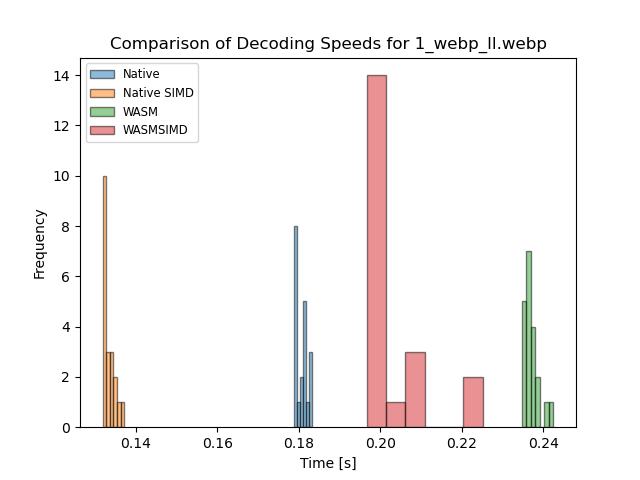 Comparison of Decoding Speeds for 1_webp_ll.webp
Native
Native SIMD
WASM
WASMSIMD
Frequency
14
12
10
8
6
4
2
0
0.14 0.16 0.18 0.20 0.22 0.24
Time [s]